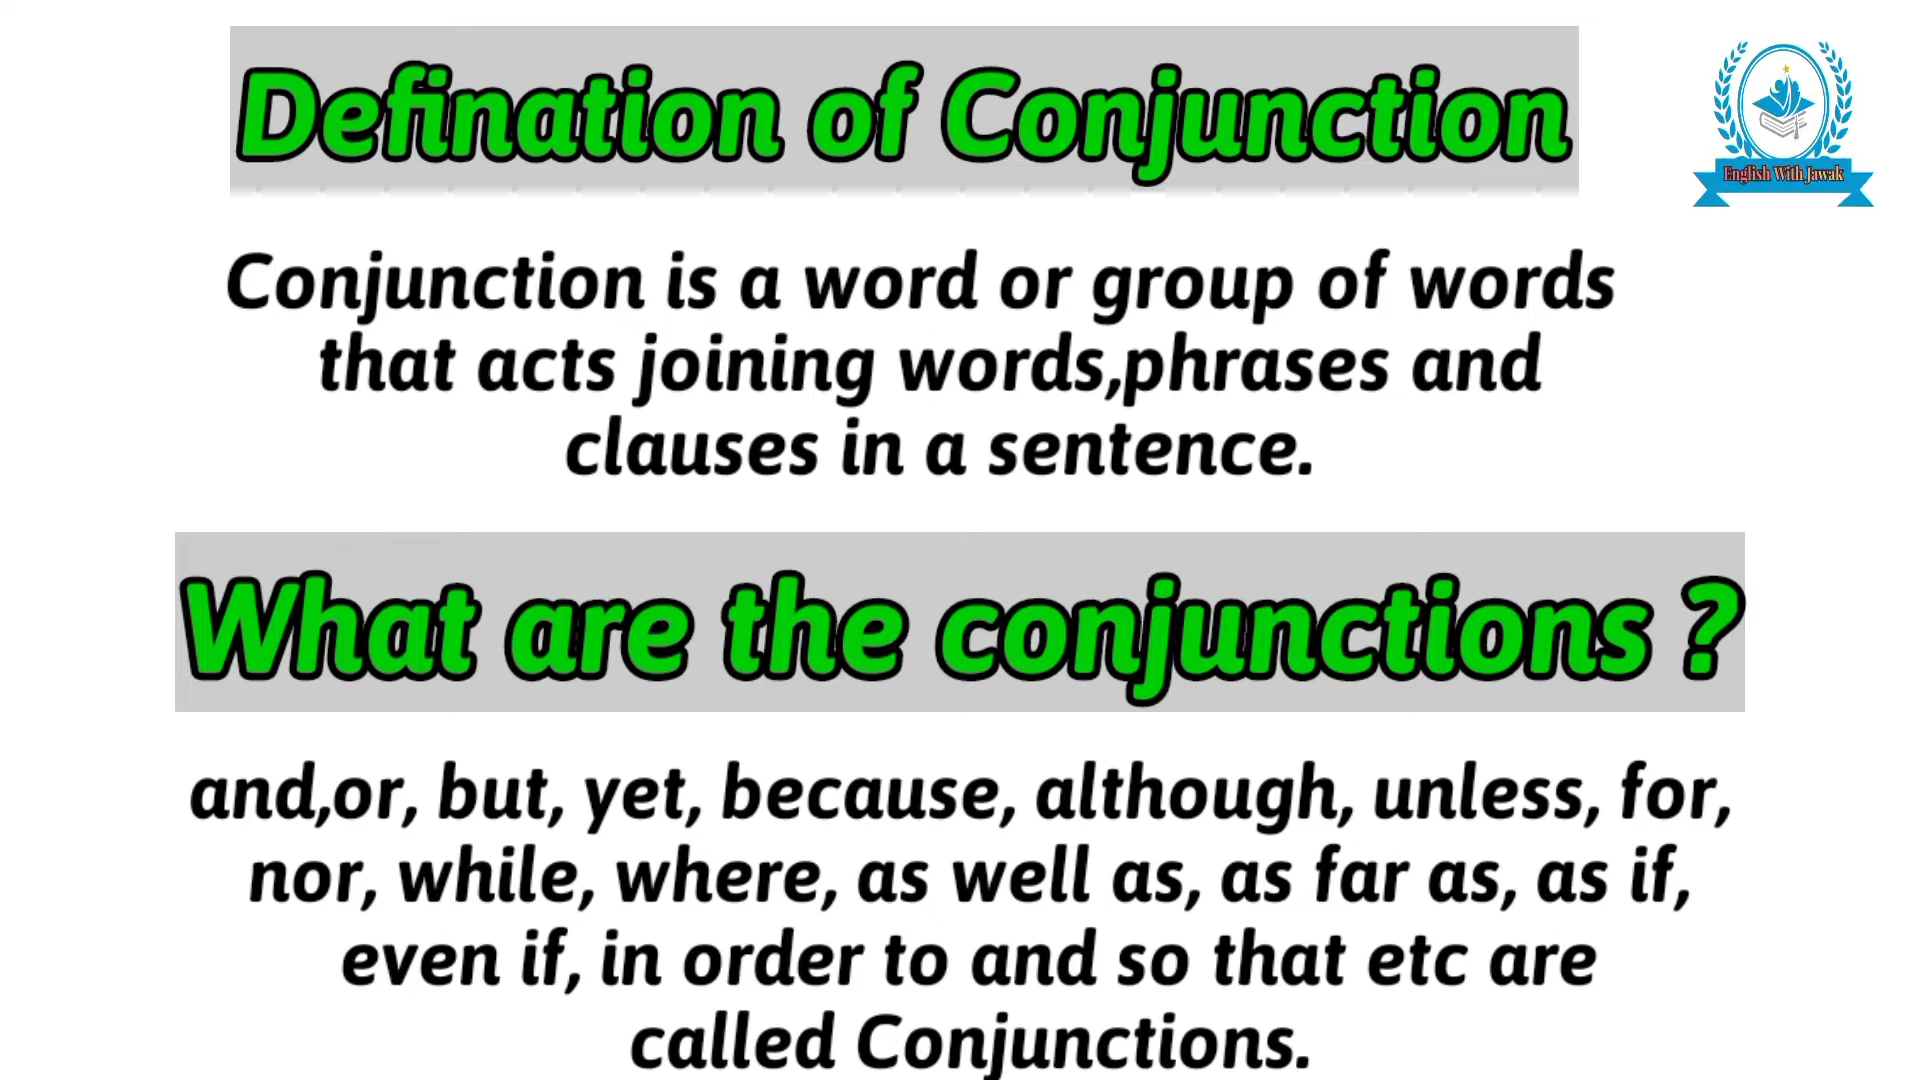 Defination of Conjunction
English With Jawak
Conjunction is a word or group of words
that acts joining words,phrases and
clauses in a sentence.
What are the conjunctions ?
and,or, but, yet, because, although, unless, for,
nor, while, where, as well as, as far as, as if,
even if, in order to and so that etc are
called Conjunctions.